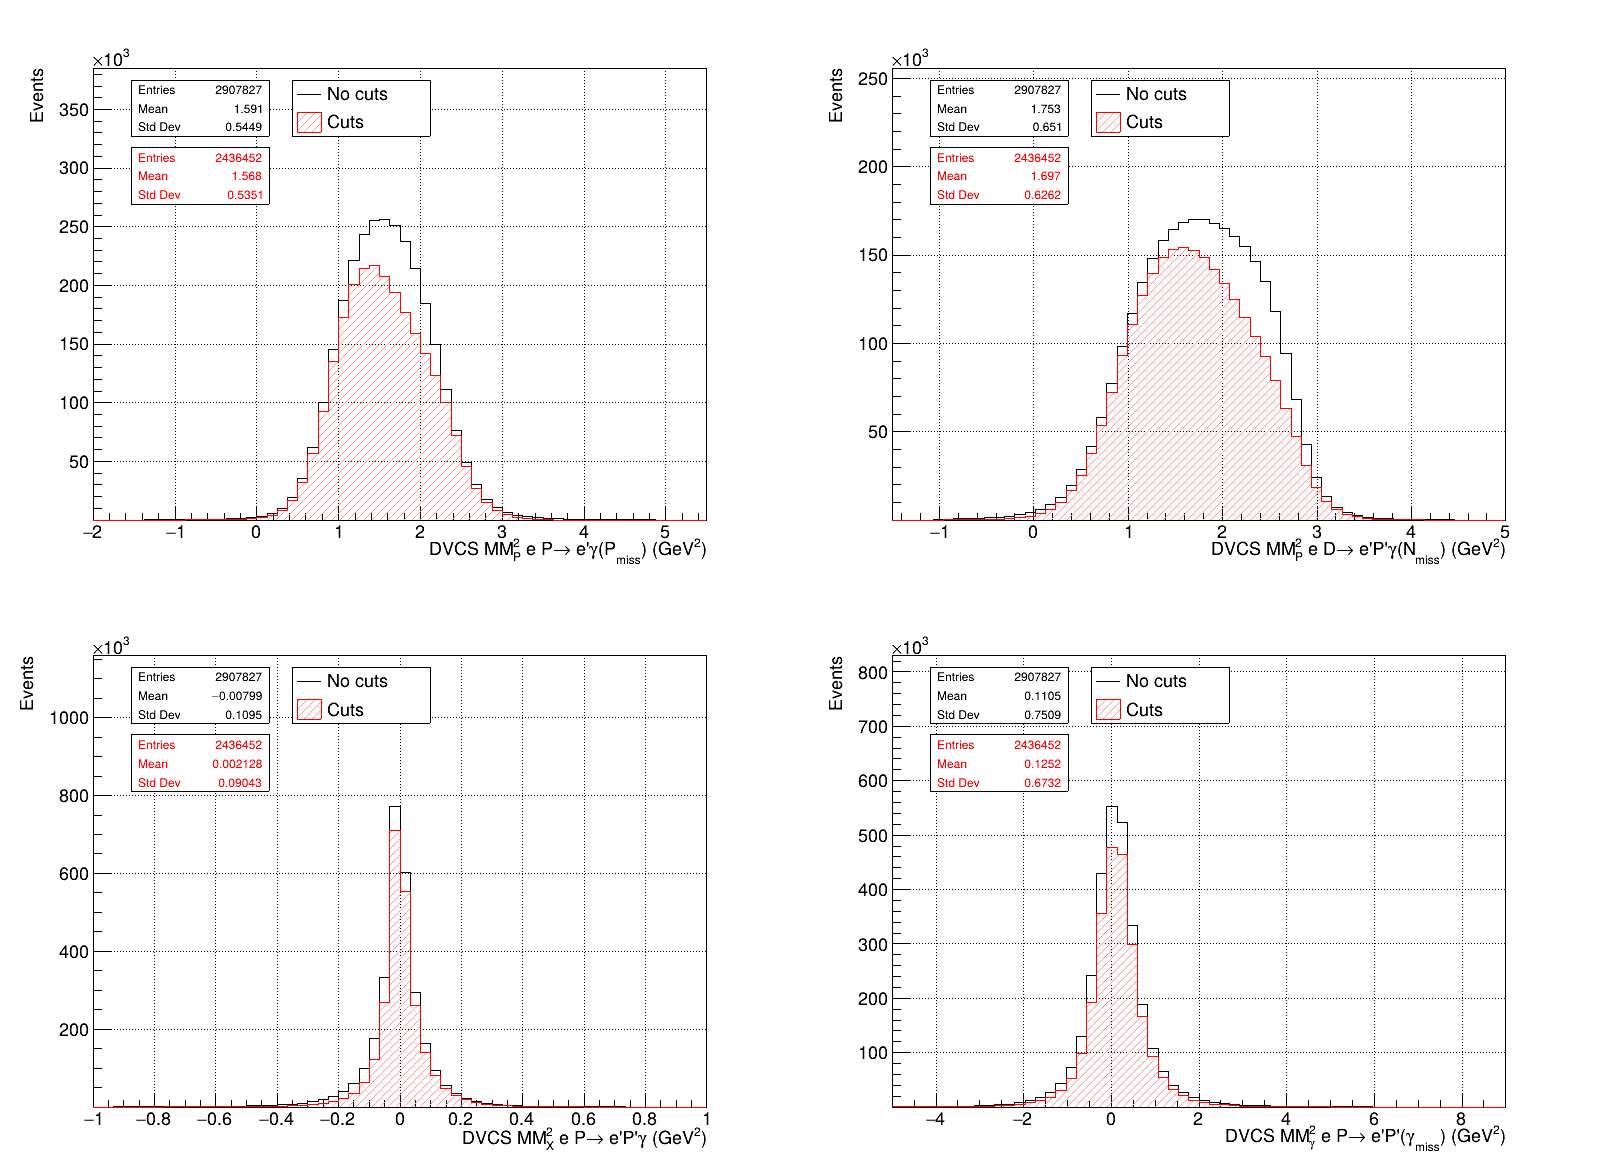 ×10³
Events
Entries 2907827
Mean 1.591
Std Dev 0.5449
Entries 2436452
Mean 1.568
Std Dev 0.5351
No cuts
Cuts
350
300
250
200
150
100
50
−2 −1 0 1 2 3 4 5
DVCS MM²_P e P→ e'γ(P_miss) (GeV²)
×10³
Events
Entries 2907827
Mean 1.753
Std Dev 0.651
Entries 2436452
Mean 1.697
Std Dev 0.6262
No cuts
Cuts
250
200
150
100
50
−1 0 1 2 3 4 5
DVCS MM²_P e D→ e'P'γ(N_miss) (GeV²)
×10³
Events
Entries 2907827
Mean −0.00799
Std Dev 0.1095
Entries 2436452
Mean 0.002128
Std Dev 0.09043
No cuts
Cuts
1000
800
600
400
200
−1 −0.8 −0.6 −0.4 −0.2 0 0.2 0.4 0.6 0.8 1
DVCS MM²_X e P→ e'P'γ (GeV²)
×10³
Events
Entries 2907827
Mean 0.1105
Std Dev 0.7509
Entries 2436452
Mean 0.1252
Std Dev 0.6732
No cuts
Cuts
800
700
600
500
400
300
200
100
−4 −2 0 2 4 6 8
DVCS MM²_γ e P→ e'P'(γ_miss) (GeV²)